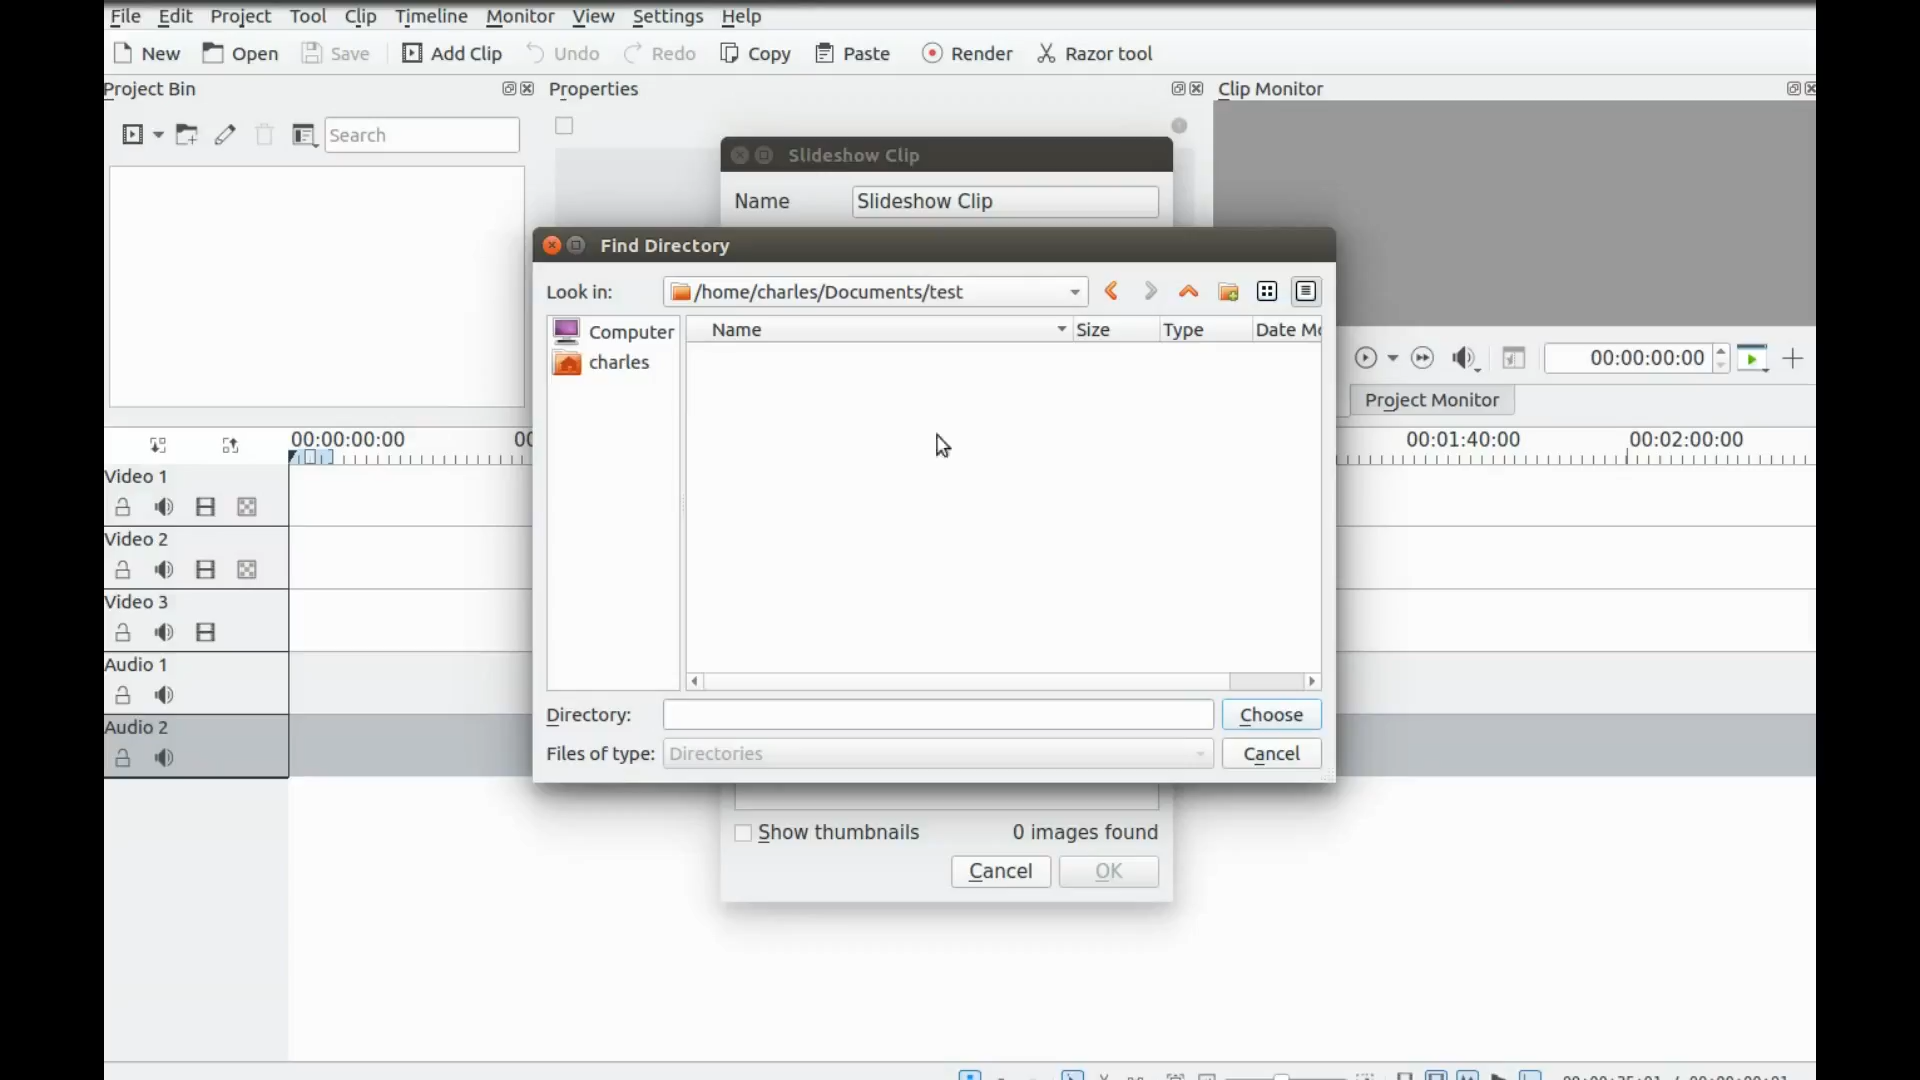 File Edit Project Tool Clip Timeline Monitor View Settings Help
New Open Save Add Clip Undo Redo Copy Paste Render Razor tool
Project Bin Properties Clip Monitor
Search
Slideshow Clip
Name Slideshow Clip
Find Directory
Look in: /home/charles/Documents/test
Name Size Type Date Mo
Computer
charles
00:00:00:00
Project Monitor
00:00:00:00 00 00:01:40:00 00:02:00:00
Video 1
Video 2
Video 3
Audio 1
Audio 2
Directory: Choose
Files of type: Directories Cancel
Show thumbnails 0 images found
Cancel OK